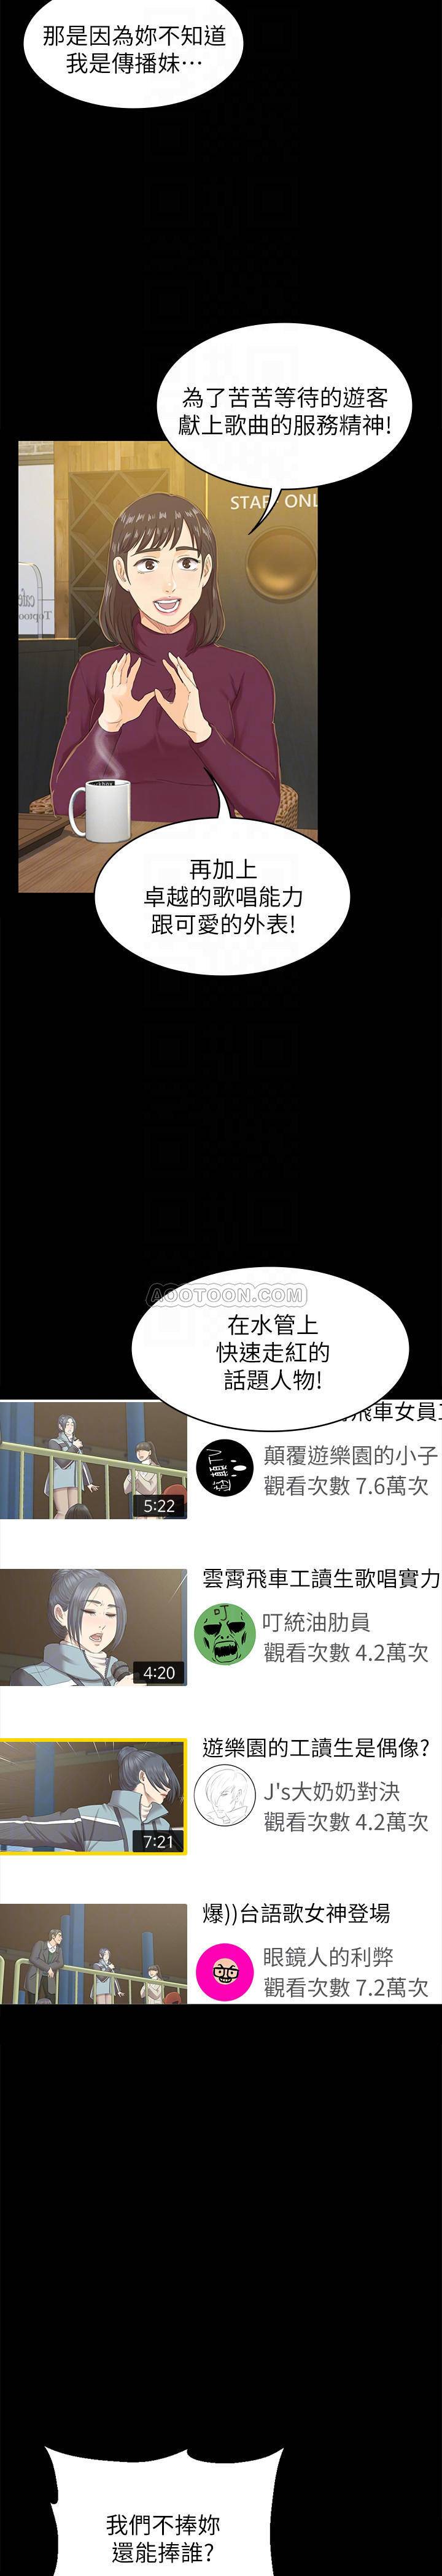 那是因為妳不知道
我是傳播妹…
為了苦苦等待的遊客
獻上歌曲的服務精神!
STAFF ONL
cafe
Toptoo
再加上
卓越的歌唱能力
跟可愛的外表!
AOOTOON.COM
在水管上
快速走紅的
話題人物!
飛車女員工
5:22
顛覆遊樂園的小子
觀看次數 7.6萬次
雲霄飛車工讀生歌唱實力
4:20
叮
叮統油肋員
觀看次數 4.2萬次
遊樂園的工讀生是偶像?
7:21
J's大奶奶對決
觀看次數 4.2萬次
爆))台語歌女神登場
眼鏡人的利弊
觀看次數 7.2萬次
我們不捧妳
還能捧誰?